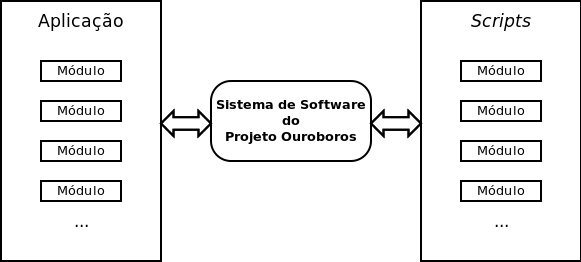 Aplicação
Módulo
Módulo
Módulo
Módulo
...
Sistema de Software
do
Projeto Ouroboros
Scripts
Módulo
Módulo
Módulo
Módulo
...